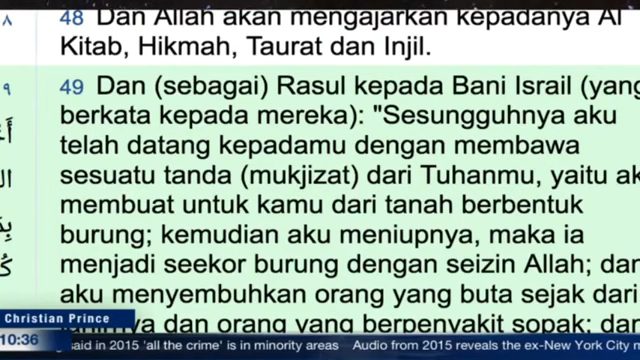 48 Dan Allah akan mengajarkan kepadanya Al
Kitab, Hikmah, Taurat dan Injil.
49 Dan (sebagai) Rasul kepada Bani Israil (yang
berkata kepada mereka): "Sesungguhnya aku
telah datang kepadamu dengan membawa
sesuatu tanda (mukjizat) dari Tuhanmu, yaitu ak
membuat untuk kamu dari tanah berbentuk
burung; kemudian aku meniupnya, maka ia
menjadi seekor burung dengan seizin Allah; dan
aku menyembuhkan orang yang buta sejak dari
dan orang yang berpenyakit sopak; dan
Christian Prince
10:36
said in 2015 'all the crime' is in minority areas Audio from 2015 reveals the ex-New York City